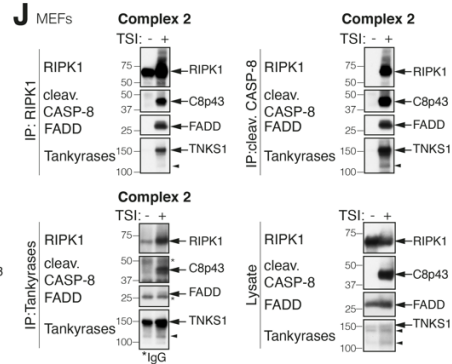 J MEFs
Complex 2
TSI: - +
IP: RIPK1
RIPK1
75
50
RIPK1
cleav.
CASP-8
50
37
C8p43
FADD
25
FADD
Tankyrases
150
100
TNKS1
Complex 2
TSI: - +
IP:cleav. CASP-8
RIPK1
75
50
RIPK1
cleav.
CASP-8
50
37
C8p43
FADD
25
FADD
Tankyrases
150
100
TNKS1
Complex 2
TSI: - +
IP:Tankyrases
RIPK1
75
RIPK1
cleav.
CASP-8
50
37
*
C8p43
FADD
25
*
FADD
Tankyrases
150
100
TNKS1
*IgG
TSI: - +
Lysate
RIPK1
75
50
RIPK1
cleav.
CASP-8
50
37
C8p43
FADD
25
FADD
Tankyrases
150
100
TNKS1